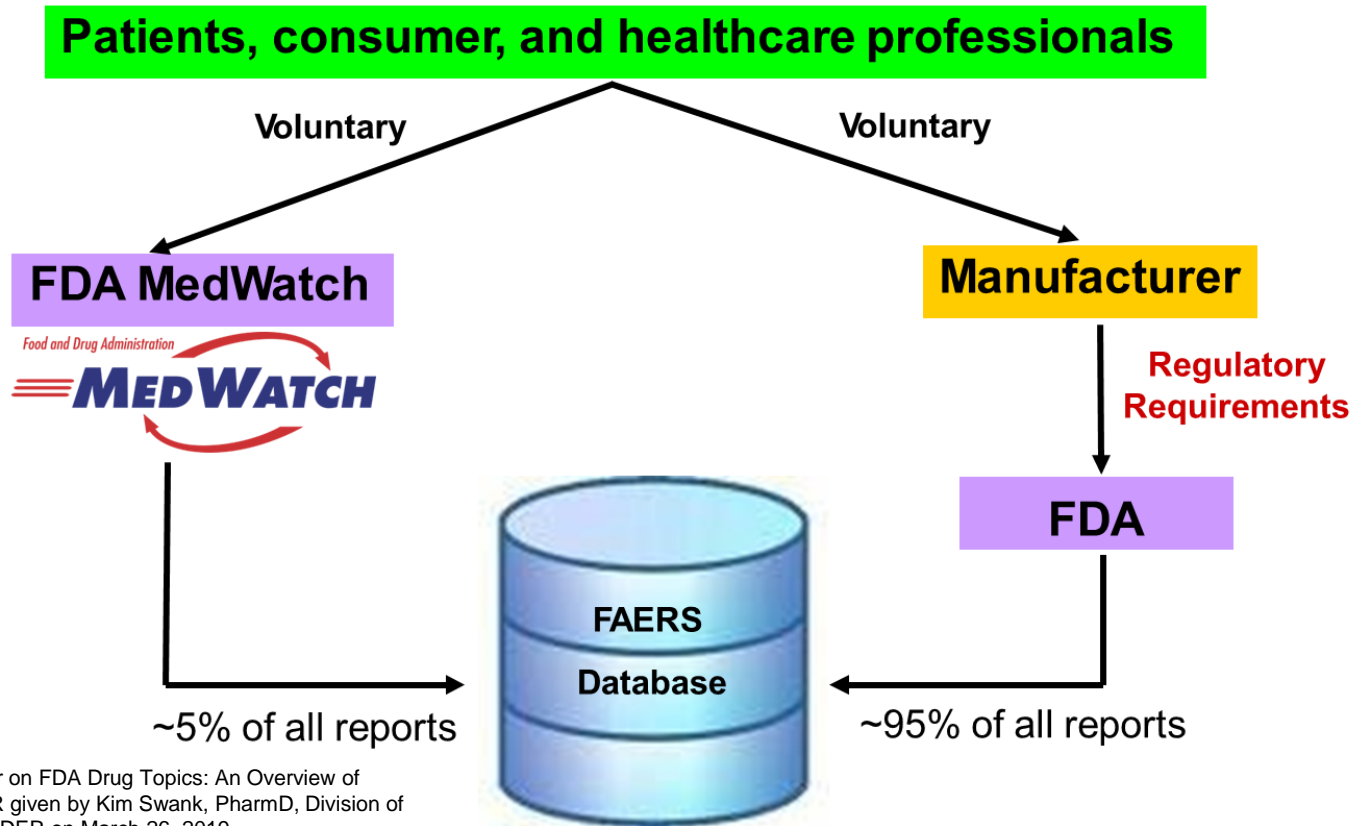 Patients, consumer, and healthcare professionals
Voluntary
Voluntary
FDA MedWatch
Manufacturer
Food and Drug Administration
MEDWATCH
Regulatory
Requirements
FDA
FAERS
Database
~5% of all reports
~95% of all reports
on FDA Drug Topics: An Overview of
given by Kim Swank, PharmD, Division of